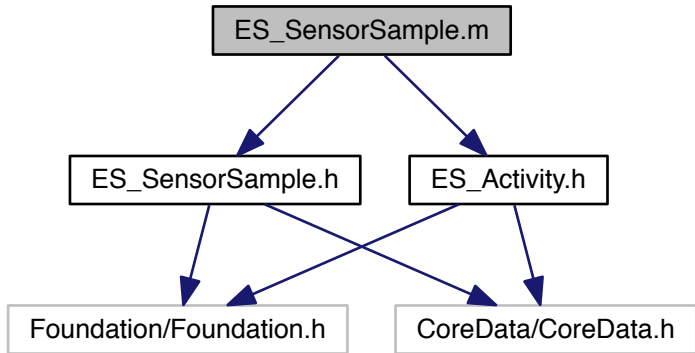 ES_SensorSample.m
ES_SensorSample.h
ES_Activity.h
Foundation/Foundation.h
CoreData/CoreData.h